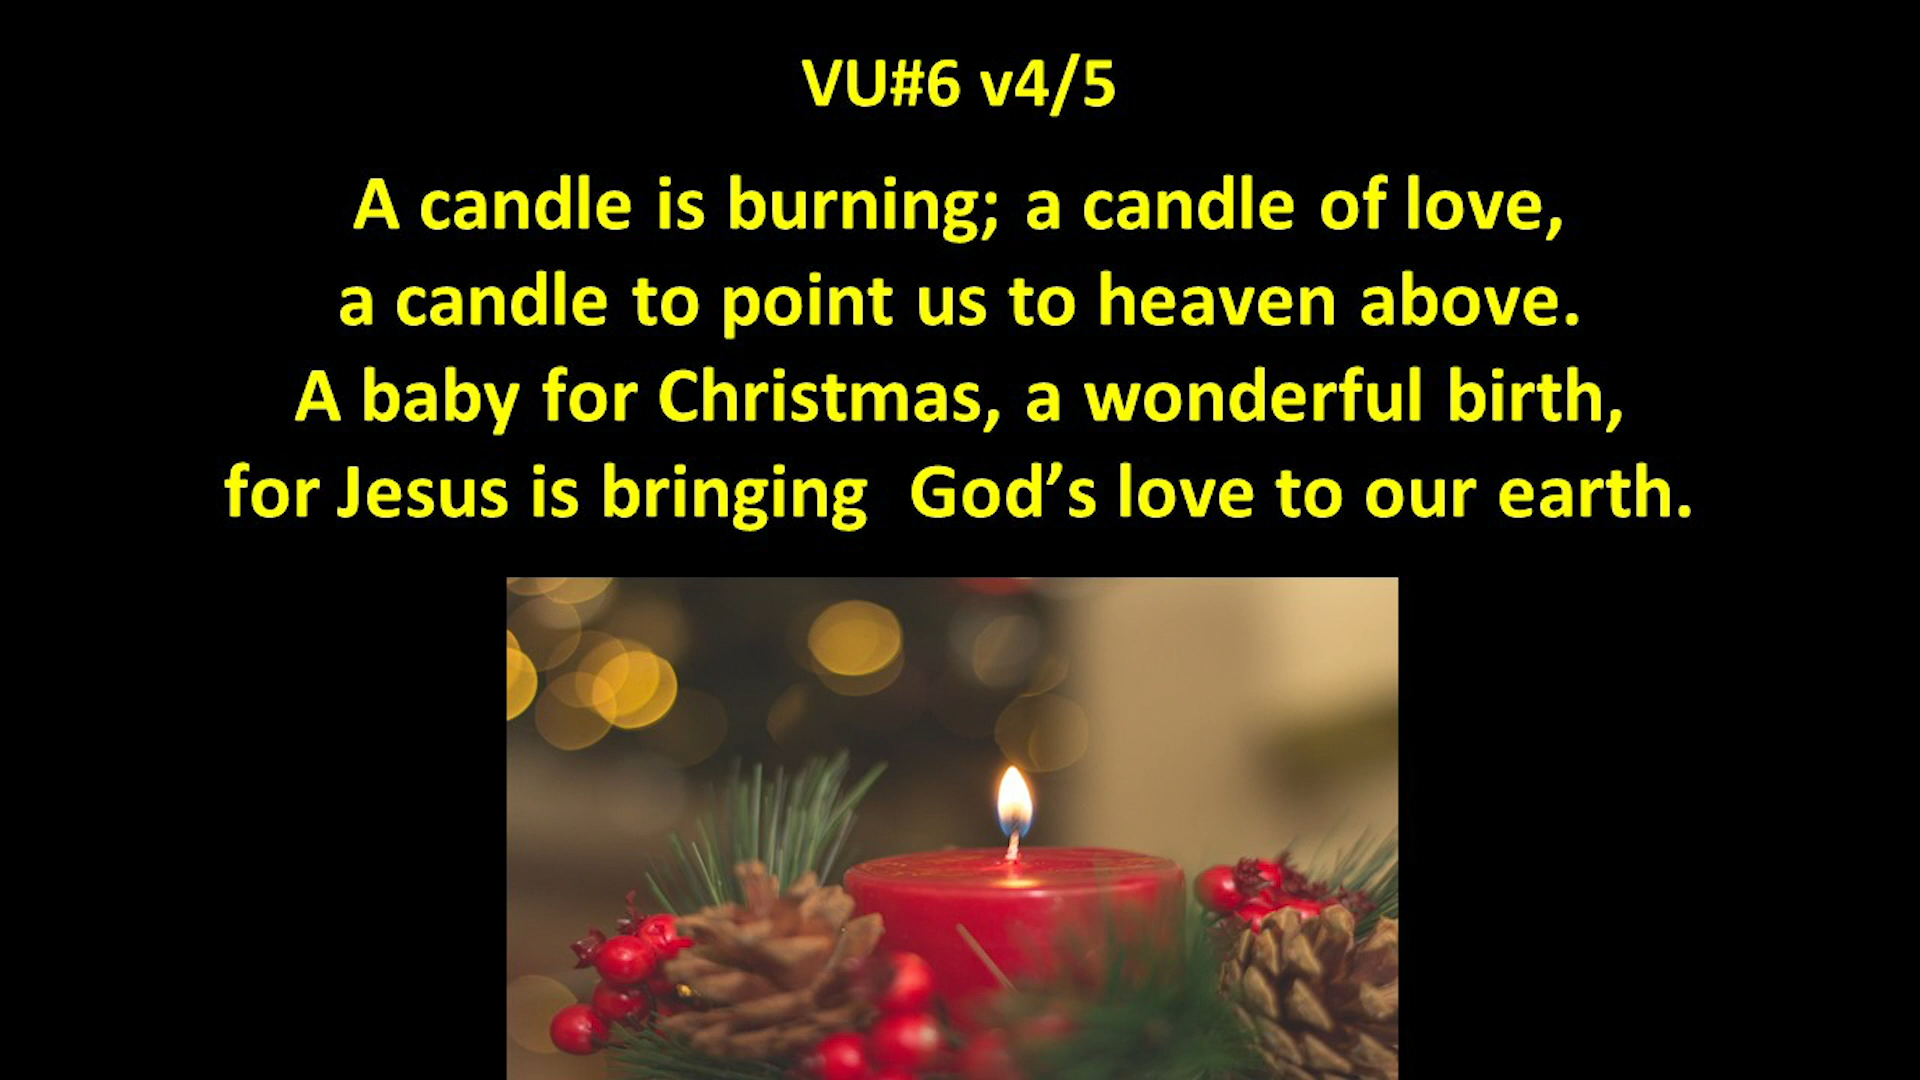 VU#6 v4/5
A candle is burning; a candle of love,
a candle to point us to heaven above.
A baby for Christmas, a wonderful birth,
for Jesus is bringing  God’s love to our earth.